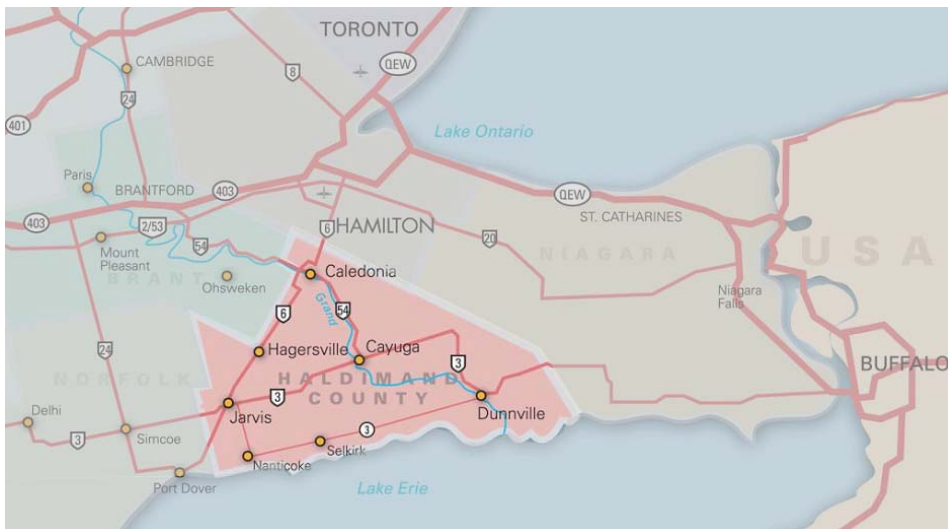 TORONTO
QEW
CAMBRIDGE
8
24
401
Lake Ontario
Paris
BRANTFORD
403
QEW
ST. CATHARINES
403
2/53
6
HAMILTON
20
Mount
Pleasant
54
NIAGARA
USA
BRANT
Ohsweken
Caledonia
Niagara
Falls
Grand
6
54
24
Hagersville
Cayuga
3
BUFFALO
NORFOLK
HALDIMAND
COUNTY
3
Jarvis
Dunnville
Delhi
3
Simcoe
3
Selkirk
Nanticoke
Port Dover
Lake Erie